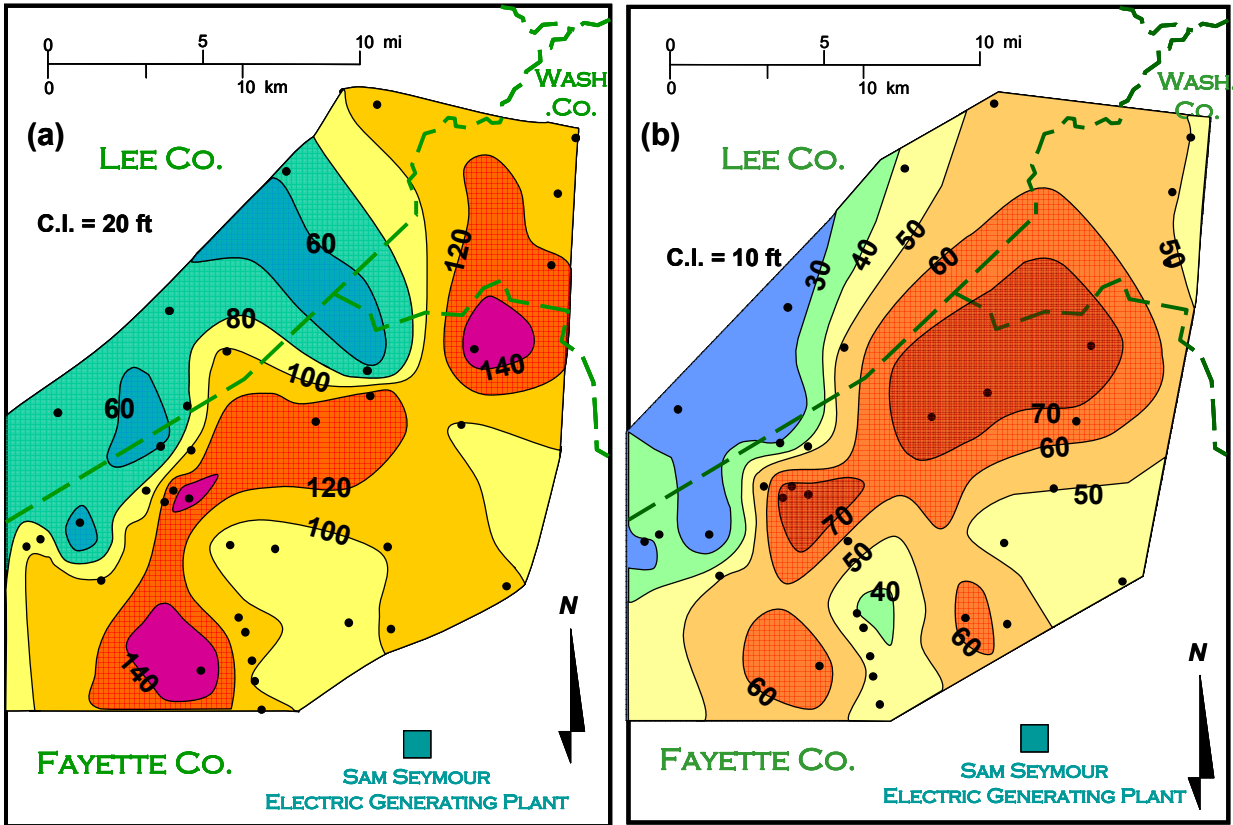 0 5 10 mi
0 10 km
WASH
.CO.
(a)
LEE CO.
C.I. = 20 ft
60
120
80
140
100
60
120
100
140
N
FAYETTE CO.
SAM SEYMOUR
ELECTRIC GENERATING PLANT
0 5 10 mi
0 10 km
WASH.
CO.
(b)
LEE CO.
C.I. = 10 ft
30
40
50
60
50
70
60
50
70
50
40
60
60
N
FAYETTE CO.
SAM SEYMOUR
ELECTRIC GENERATING PLANT